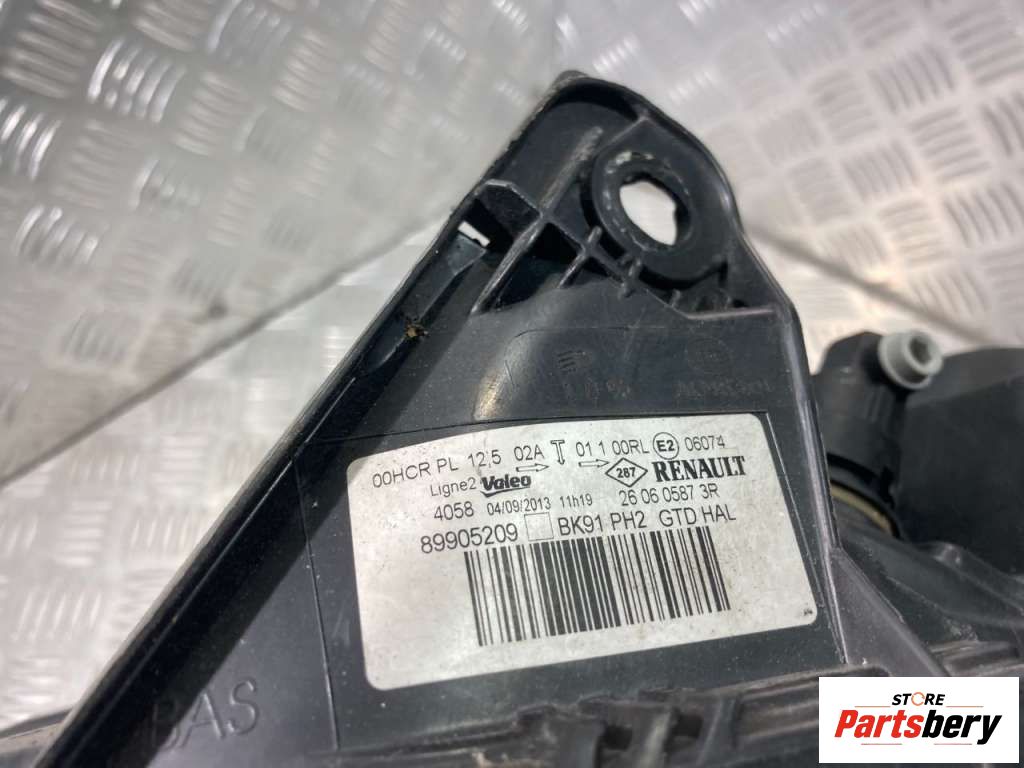 00HCR PL 12,5 02A 01 1 00RL E2 06074
Ligne2 Valeo 287 RENAULT
4058 04/09/2013 11h19 26 06 0587 3R
89905209 BK91 PH2 GTD HAL
BAS
STORE
Partsbery